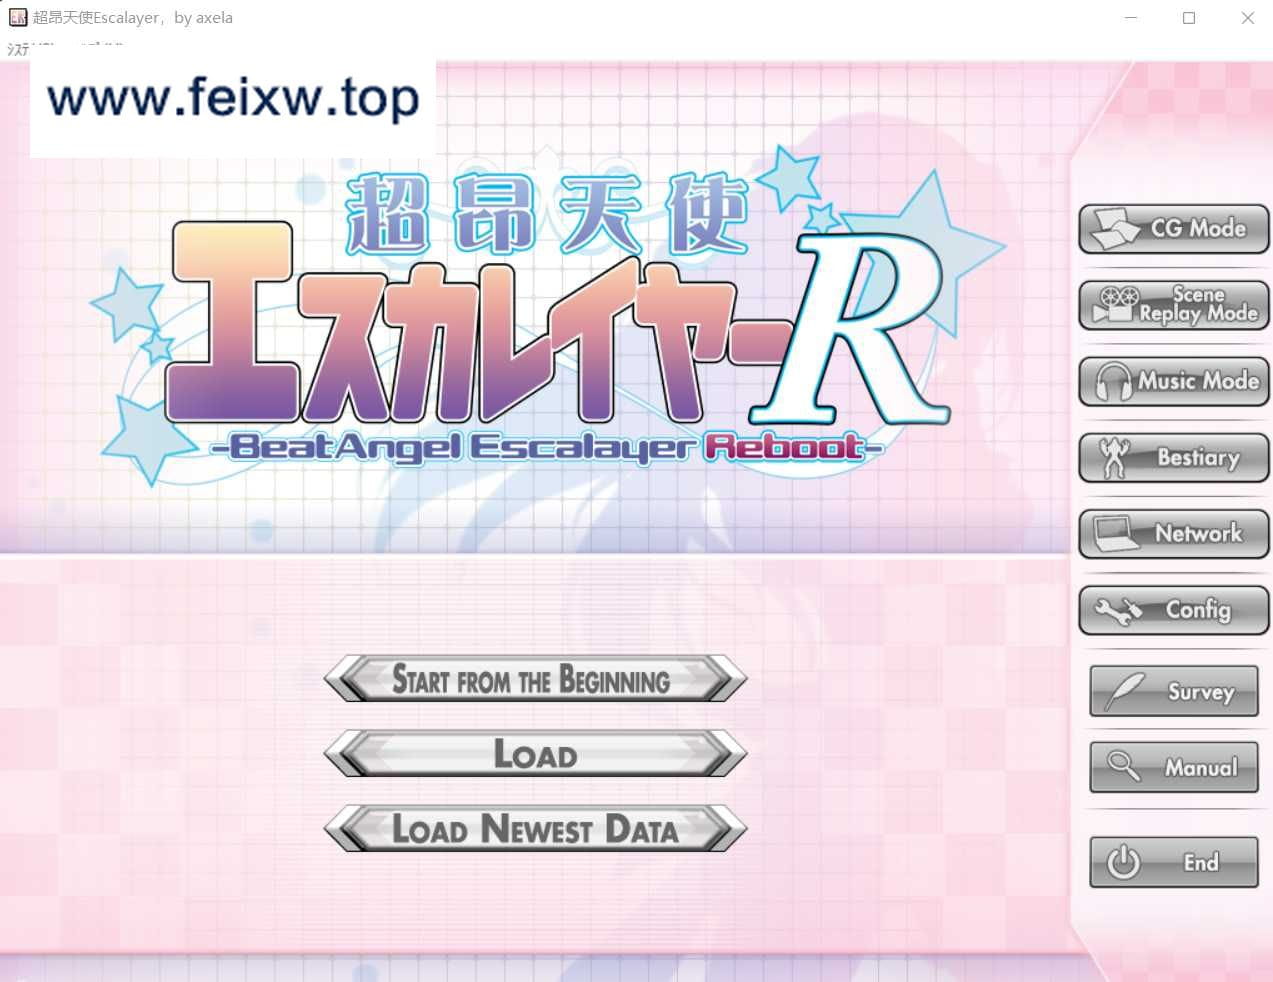 超昂天使Escalayer，by axela
www.feixw.top
超昂天使
エスカレイヤーR
-BeatAngel Escalayer Reboot-
START FROM THE BEGINNING
LOAD
LOAD NEWEST DATA
CG Mode
Scene
Replay Mode
Music Mode
Bestiary
Network
Config
Survey
Manual
End